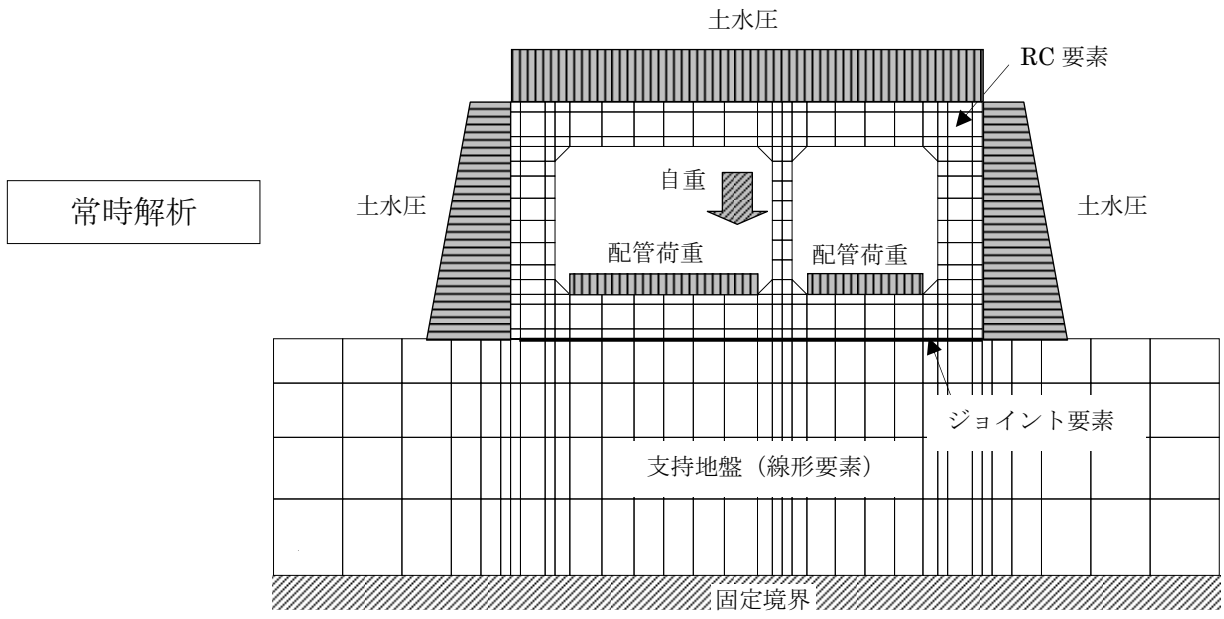 土水圧
RC 要素
自重
常時解析
土水圧
土水圧
配管荷重
配管荷重
ジョイント要素
支持地盤（線形要素）
固定境界